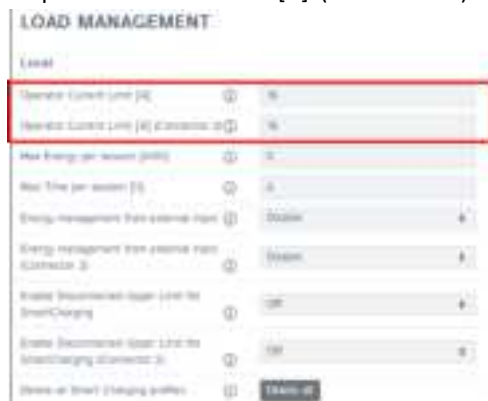 LOAD MANAGEMENT
Local
Operator Current Limit [A]
16
Operator Current Limit [A] (Connector 2)
16
Max Energy per session [kWh]
0
Max Time per session [s]
0
Energy management from external input
Disable
Energy management from external input
(Connector 2)
Disable
Enable Disconnected Upper Limit for
SmartCharging
Off
Enable Disconnected Upper Limit for
SmartCharging (Connector 2)
Off
Delete all Smart Charging profiles
Delete all